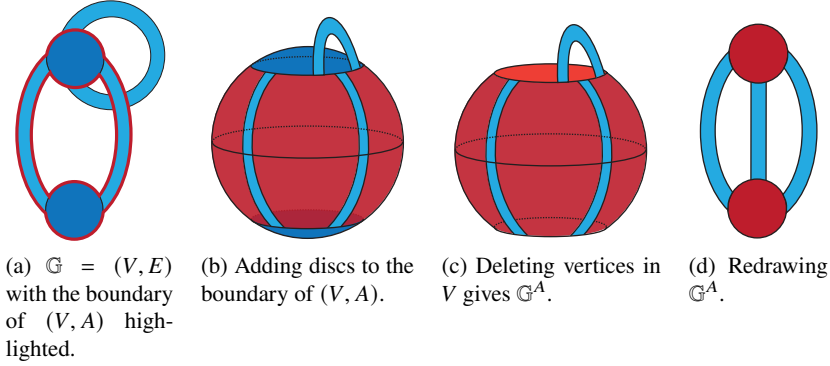 (a) 𝔾 = (V, E)
with the boundary
of (V, A) high-
lighted.
(b) Adding discs to the
boundary of (V, A).
(c) Deleting vertices in
V gives 𝔾^A.
(d) Redrawing
𝔾^A.